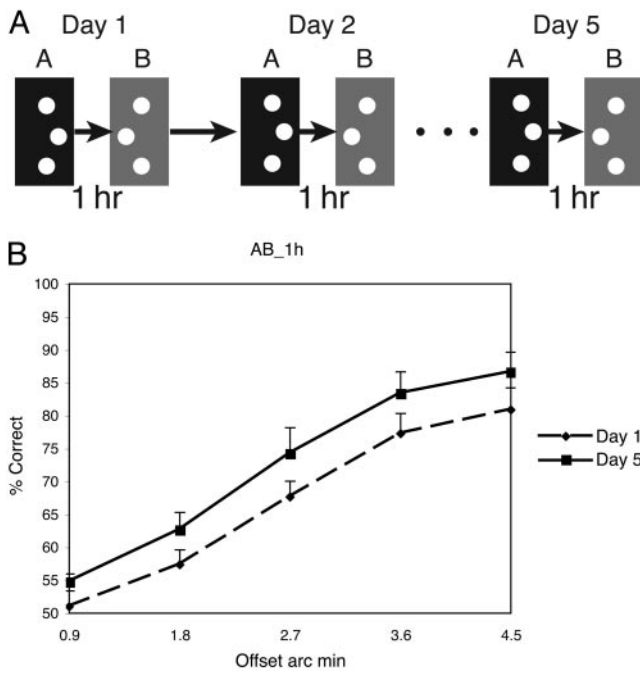 A
Day 1 Day 2 Day 5
A B A B A B
1 hr 1 hr 1 hr
B
AB_1h
100
95
90
85
80
75
70
65
60
55
50
% Correct
0.9 1.8 2.7 3.6 4.5
Offset arc min
Day 1
Day 5